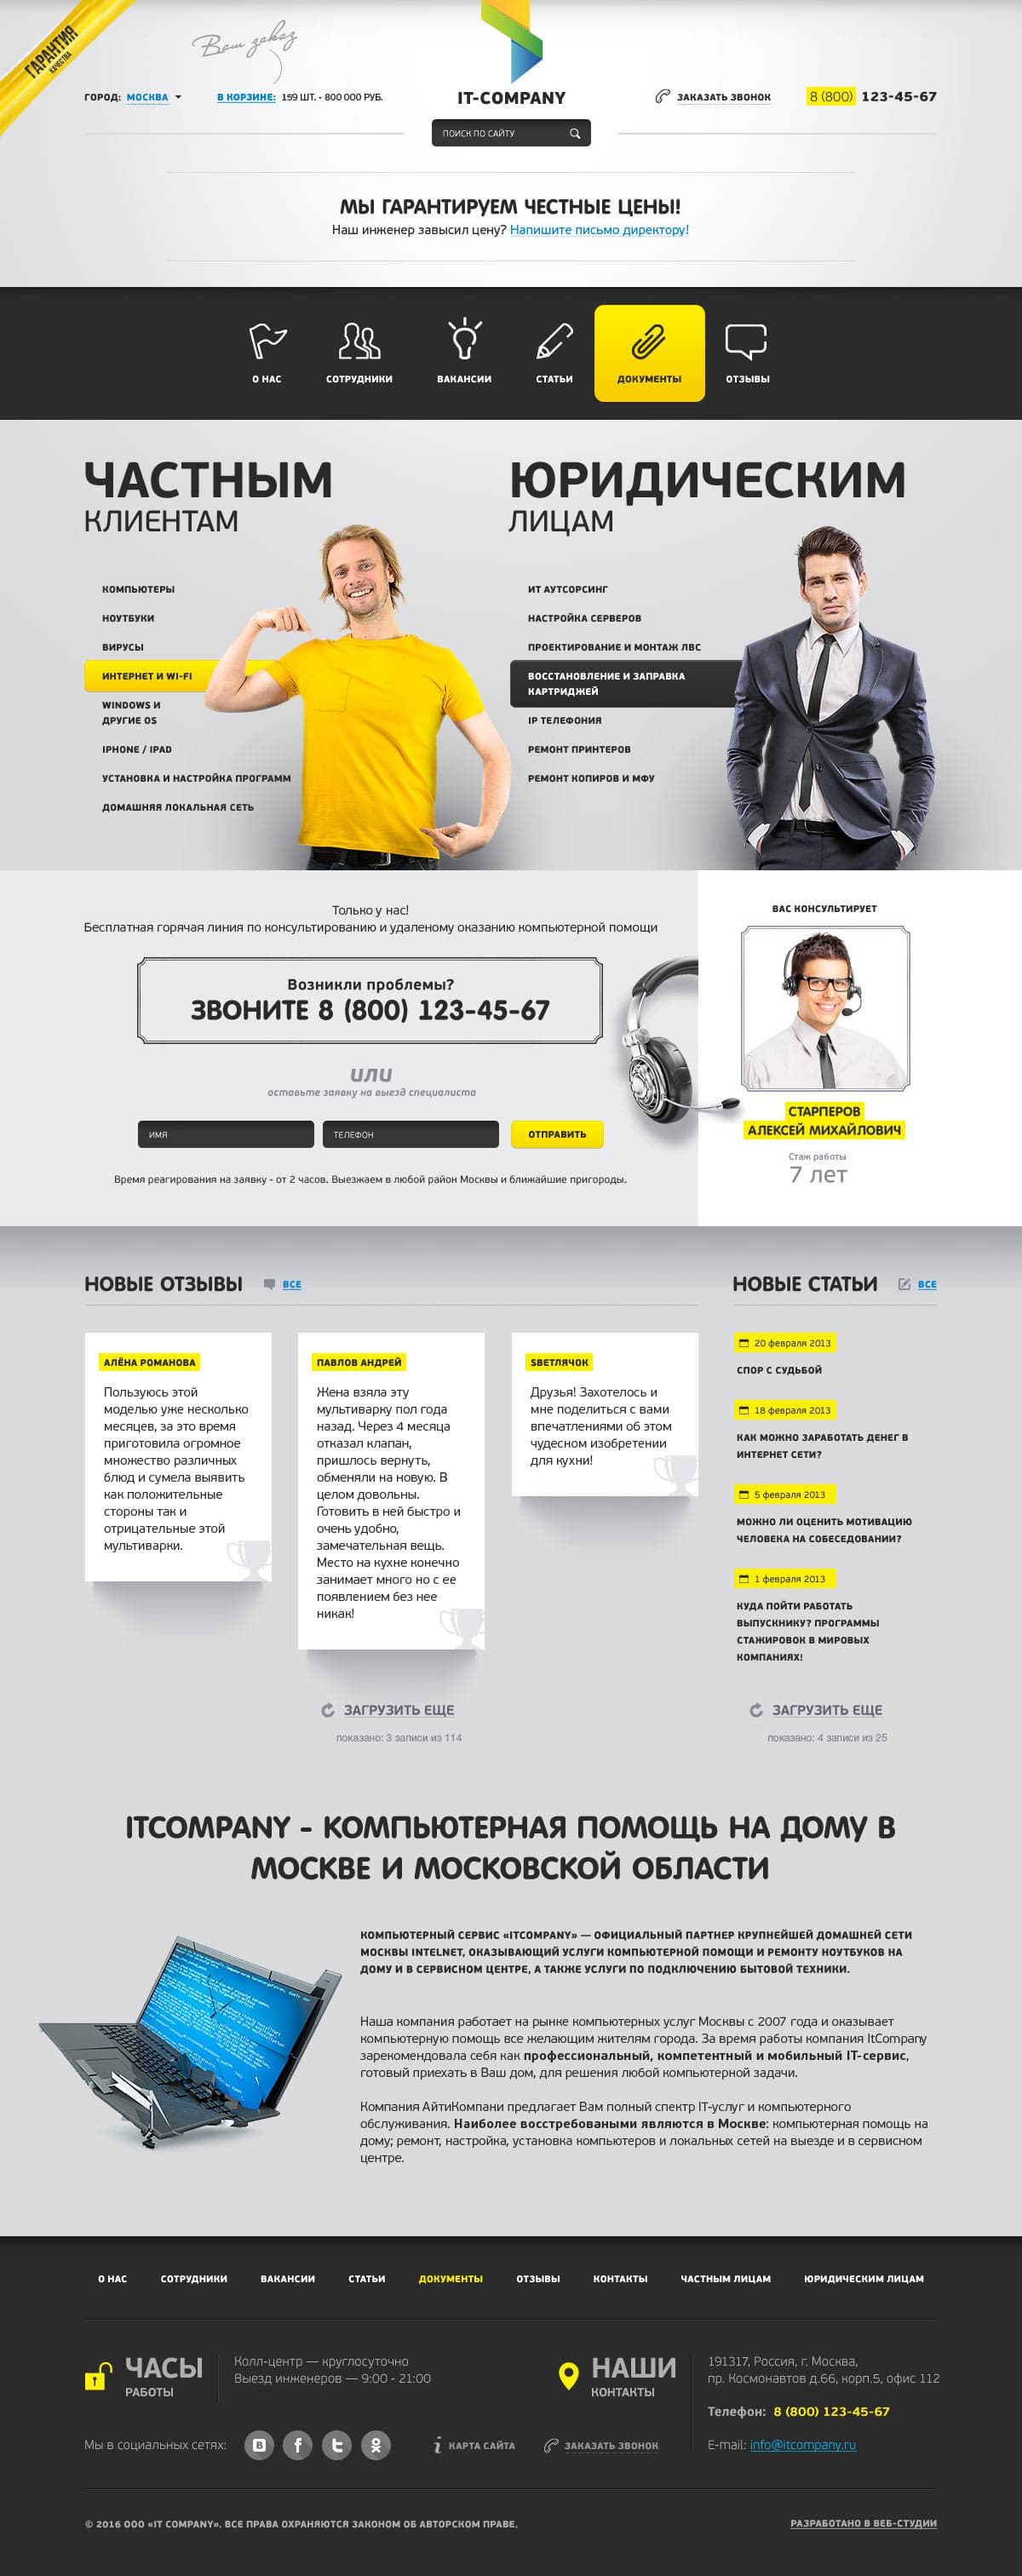 ГАРАНТИЯ
КАЧЕСТВА
Ваш заказ
ГОРОД: МОСКВА
В КОРЗИНЕ: 159 ШТ. - 800 000 РУБ.
IT-COMPANY
ЗАКАЗАТЬ ЗВОНОК
8 (800) 123-45-67
ПОИСК ПО САЙТУ
МЫ ГАРАНТИРУЕМ ЧЕСТНЫЕ ЦЕНЫ!
Наш инженер завысил цену? Напишите письмо директору!
О НАС
СОТРУДНИКИ
ВАКАНСИИ
СТАТЬИ
ДОКУМЕНТЫ
ОТЗЫВЫ
ЧАСТНЫМ
КЛИЕНТАМ
КОМПЬЮТЕРЫ
НОУТБУКИ
ВИРУСЫ
ИНТЕРНЕТ И WI-FI
WINDOWS И
ДРУГИЕ OS
IPHONE / IPAD
УСТАНОВКА И НАСТРОЙКА ПРОГРАММ
ДОМАШНЯЯ ЛОКАЛЬНАЯ СЕТЬ
ЮРИДИЧЕСКИМ
ЛИЦАМ
ИТ АУТСОРСИНГ
НАСТРОЙКА СЕРВЕРОВ
ПРОЕКТИРОВАНИЕ И МОНТАЖ ЛВС
ВОССТАНОВЛЕНИЕ И ЗАПРАВКА
КАРТРИДЖЕЙ
IP ТЕЛЕФОНИЯ
РЕМОНТ ПРИНТЕРОВ
РЕМОНТ КОПИРОВ И МФУ
Только у нас!
Бесплатная горячая линия по консультированию и удаленому оказанию компьютерной помощи
Возникли проблемы?
ЗВОНИТЕ 8 (800) 123-45-67
или
оставьте заявку на выезд специалиста
ИМЯ
ТЕЛЕФОН
ОТПРАВИТЬ
Время реагирования на заявку - от 2 часов. Выезжаем в любой район Москвы и ближайшие пригороды.
ВАС КОНСУЛЬТИРУЕТ
СТАРПЕРОВ
АЛЕКСЕЙ МИХАЙЛОВИЧ
Стаж работы
7 лет
НОВЫЕ ОТЗЫВЫ
ВСЕ
АЛЁНА РОМАНОВА
Пользуюсь этой
моделью уже несколько
месяцев, за это время
приготовила огромное
множество различных
блюд и сумела выявить
как положительные
стороны так и
отрицательные этой
мультиварки.
ПАВЛОВ АНДРЕЙ
Жена взяла эту
мультиварку пол года
назад. Через 4 месяца
отказал клапан,
пришлось вернуть,
обменяли на новую. В
целом довольны.
Готовить в ней быстро и
очень удобно,
замечательная вещь.
Место на кухне конечно
занимает много но с ее
появлением без нее
никак!
SВЕТЛЯЧОК
Друзья! Захотелось и
мне поделиться с вами
впечатлениями об этом
чудесном изобретении
для кухни!
ЗАГРУЗИТЬ ЕЩЕ
показано: 3 записи из 114
НОВЫЕ СТАТЬИ
ВСЕ
20 февраля 2013
СПОР С СУДЬБОЙ
18 февраля 2013
КАК МОЖНО ЗАРАБОТАТЬ ДЕНЕГ В
ИНТЕРНЕТ СЕТИ?
5 февраля 2013
МОЖНО ЛИ ОЦЕНИТЬ МОТИВАЦИЮ
ЧЕЛОВЕКА НА СОБЕСЕДОВАНИИ?
1 февраля 2013
КУДА ПОЙТИ РАБОТАТЬ
ВЫПУСКНИКУ? ПРОГРАММЫ
СТАЖИРОВОК В МИРОВЫХ
КОМПАНИЯХ!
ЗАГРУЗИТЬ ЕЩЕ
показано: 4 записи из 25
ITCOMPANY - КОМПЬЮТЕРНАЯ ПОМОЩЬ НА ДОМУ В
МОСКВЕ И МОСКОВСКОЙ ОБЛАСТИ
КОМПЬЮТЕРНЫЙ СЕРВИС «ITCOMPANY» — ОФИЦИАЛЬНЫЙ ПАРТНЕР КРУПНЕЙШЕЙ ДОМАШНЕЙ СЕТИ
МОСКВЫ INTELNET, ОКАЗЫВАЮЩИЙ УСЛУГИ КОМПЬЮТЕРНОЙ ПОМОЩИ И РЕМОНТУ НОУТБУКОВ НА
ДОМУ И В СЕРВИСНОМ ЦЕНТРЕ, А ТАКЖЕ УСЛУГИ ПО ПОДКЛЮЧЕНИЮ БЫТОВОЙ ТЕХНИКИ.
Наша компания работает на рынке компьютерных услуг Москвы с 2007 года и оказывает
компьютерную помощь все желающим жителям города. За время работы компания ItCompany
зарекомендовала себя как профессиональный, компетентный и мобильный IT-сервис,
готовый приехать в Ваш дом, для решения любой компьютерной задачи.
Компания АйтиКомпани предлагает Вам полный спектр IT-услуг и компьютерного
обслуживания. Наиболее восстребоваными являются в Москве: компьютерная помощь на
дому; ремонт, настройка, установка компьютеров и локальных сетей на выезде и в сервисном
центре.
О НАС
СОТРУДНИКИ
ВАКАНСИИ
СТАТЬИ
ДОКУМЕНТЫ
ОТЗЫВЫ
КОНТАКТЫ
ЧАСТНЫМ ЛИЦАМ
ЮРИДИЧЕСКИМ ЛИЦАМ
ЧАСЫ
РАБОТЫ
Колл-центр — круглосуточно
Выезд инженеров — 9:00 - 21:00
НАШИ
КОНТАКТЫ
191317, Россия, г. Москва,
пр. Космонавтов д.66, корп.5, офис 112
Телефон: 8 (800) 123-45-67
E-mail: info@itcompany.ru
Мы в социальных сетях:
КАРТА САЙТА
ЗАКАЗАТЬ ЗВОНОК
© 2016 ООО «IT COMPANY». ВСЕ ПРАВА ОХРАНЯЮТСЯ ЗАКОНОМ ОБ АВТОРСКОМ ПРАВЕ.
РАЗРАБОТАНО В ВЕБ-СТУДИИ